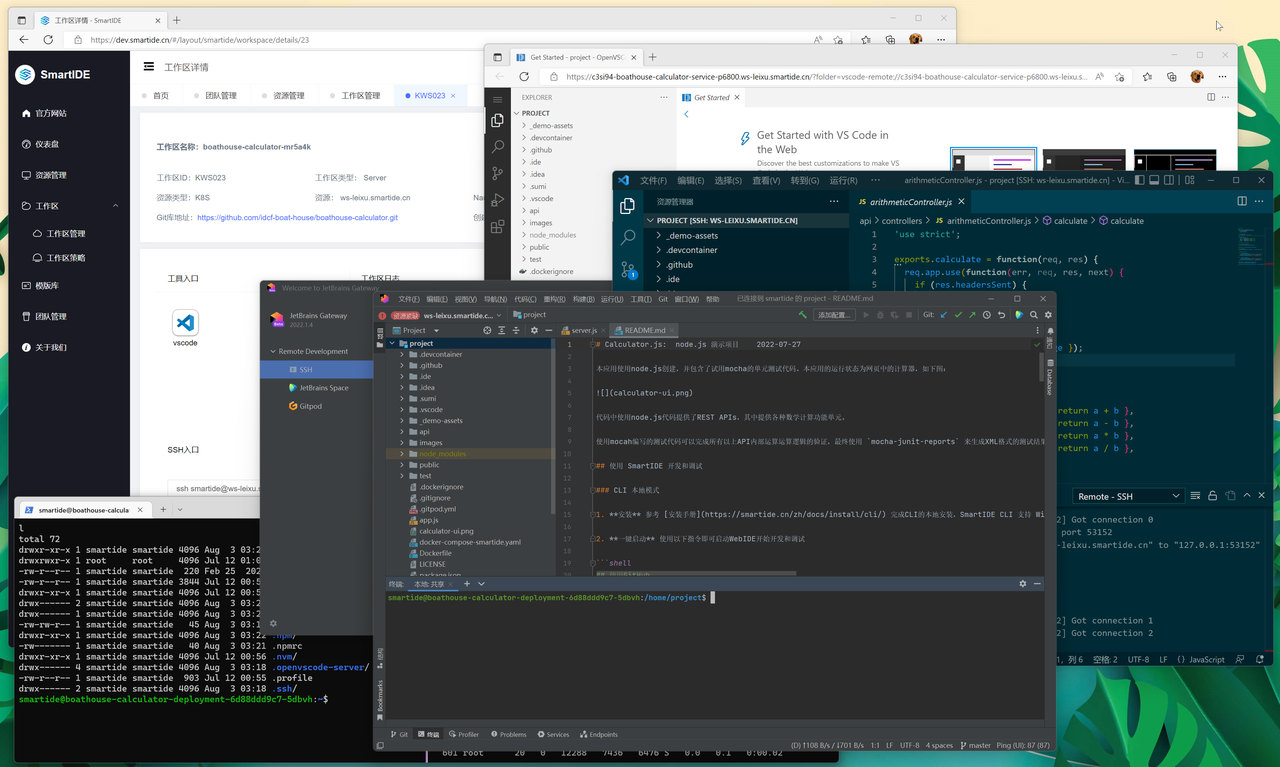 工作区详情 - SmartIDE
https://dev.smartide.cn/#/layout/smartide/workspace/details/23
SmartIDE
官方网站
仪表盘
资源管理
工作区
工作区管理
工作区策略
模版库
团队管理
关于我们
工作区详情
首页
团队管理
资源管理
工作区管理
KWS023
工作区名称: boathouse-calculator-mr5a4k
工作区ID: KWS023
工作区类型: Server
资源类型: K8S
资源: ws-leixu.smartide.cn
Git库地址: https://github.com/idcf-boat-house/boathouse-calculator.git
工具入口
工作区日志
vscode
SSH入口
Get Started - project - OpenVSC
https://c3si94-boathouse-calculator-service-p6800.ws-leixu.smartide.cn/?folder=vscode-remote://c3si94-boathouse-calculator-service-p6800.ws-leixu.s...
EXPLORER
PROJECT
_demo-assets
.devcontainer
.github
.ide
.idea
.sumi
.vscode
api
images
node_modules
public
test
.dockerignore
Get Started
Get Started with VS Code in
the Web
Discover the best customizations to make VS
文件(F) 编辑(E) 选择(S) 查看(V) 转到(G) 运行(R) ···
arithmeticController.js - project [SSH: ws-leixu.smartide.cn] - Vi...
资源管理器
PROJECT [SSH: WS-LEIXU.SMARTIDE.CN]
_demo-assets
.devcontainer
.github
.ide
JS arithmeticController.js
api > controllers > JS arithmeticController.js > calculate > calculate
1 'use strict';
2
3 exports.calculate = function(req, res) {
4 req.app.use(function(err, req, res, next) {
5 if (res.headersSent) {
});
return a + b },
return a - b },
return a * b },
return a / b },
Remote - SSH
2] Got connection 0
port 53152
-leixu.smartide.cn" to "127.0.0.1:53152"
2] Got connection 1
2] Got connection 2
列 6 空格: 2 UTF-8 LF {} JavaScript
Welcome to JetBrains Gateway
JetBrains Gateway
2022.1.4
Remote Development
SSH
JetBrains Space
Gitpod
文件(F) 编辑(E) 视图(V) 导航(N) 代码(C) 重构(R) 构建(B) 运行(U) 工具(T) Git 窗口(W) 帮助
已连接到 smartide 的 project - README.md
ws-leixu.smartide.c...
project
添加配置...
Git:
Project
server.js
README.md
project
.devcontainer
.github
.ide
.idea
.sumi
.vscode
_demo-assets
api
images
node_modules
public
test
.dockerignore
.gitignore
.gitpod.yml
app.js
calculator-ui.png
docker-compose-smartide.yaml
Dockerfile
LICENSE
package.json
1 # Calculator.js: node.js 演示项目 2022-07-27
3 本应用使用node.js创建,并包含了试用mocha的单元测试代码。本应用的运行状态为网页中的计算器,如下图:
5 ![](calculator-ui.png)
7 代码中使用node.js代码提供了REST APIs,其中提供各种数学计算功能单元。
9 使用mocah编写的测试代码可以完成所有以上API内部运算运算逻辑的验证,最终使用 `mocha-junit-reports` 来生成XML格式的测试结
11 ## 使用 SmartIDE 开发和调试
13 ### CLI 本地模式
15 1. **安装** 参考 [安装手册](https://smartide.cn/zh/docs/install/cli/) 完成CLI的本地安装,SmartIDE CLI 支持 Wi
17 2. **一键启动** 使用以下指令即可启动WebIDE开始开发和调试
19 ```shell
Database
终端: 本地: 共享
smartide@boathouse-calculator-deployment-6d88ddd9c7-5dbvh:/home/project$
结构
Bookmarks
Git 终端 Profiler Problems Services Endpoints
1:1 LF UTF-8 4 spaces master Ping (UI): 87 (87)
ssh smartide@ws-leixu.s
smartide@boathouse-calcula
l
total 72
drwxr-xr-x 1 smartide smartide 4096 Aug 3 03:2
drwxrwxr-x 1 root root 4096 Jul 12 01:0
-rw-r--r-- 1 smartide smartide 220 Feb 25 202
-rw-r--r-- 1 smartide smartide 3844 Jul 12 00:5
drwxr-xr-x 1 smartide smartide 4096 Jul 12 00:5
drwx------ 2 smartide smartide 4096 Aug 3 03:2
drwx------ 1 smartide smartide 4096 Aug 3 03:2
-rw-rw-r-- 1 smartide smartide 45 Aug 3 03:1
drwxr-xr-x 1 smartide smartide 4096 Aug 3 03:22 .npm/
-rw------- 1 smartide smartide 40 Aug 3 03:21 .npmrc
drwxr-xr-x 1 smartide smartide 4096 Jul 12 00:56 .nvm/
drwx------ 4 smartide smartide 4096 Aug 3 03:18 .openvscode-server/
-rw-r--r-- 1 smartide smartide 903 Jul 12 00:55 .profile
drwx------ 2 smartide smartide 4096 Aug 3 03:18 .ssh/
smartide@boathouse-calculator-deployment-6d88ddd9c7-5dbvh:~$
601 root 20 0 12288 7436 6476 S 0.0 0.1 0:00.02